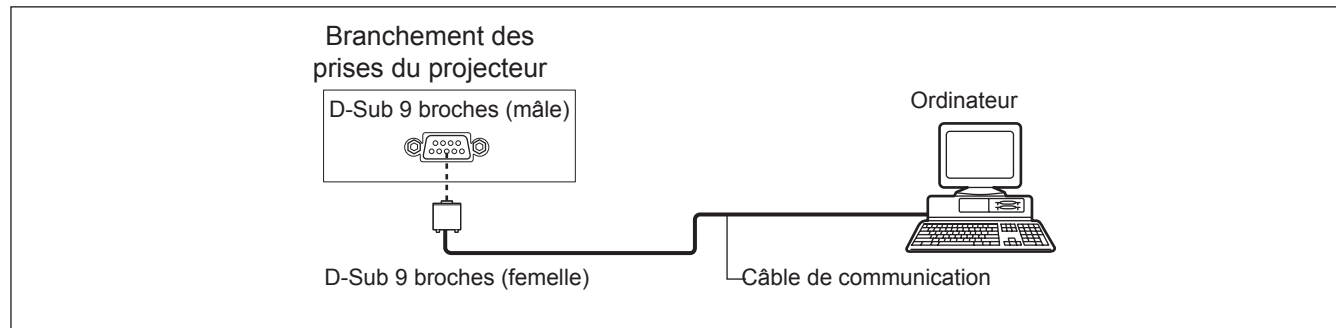 Branchement des
prises du projecteur
D-Sub 9 broches (mâle)
Ordinateur
D-Sub 9 broches (femelle)
Câble de communication